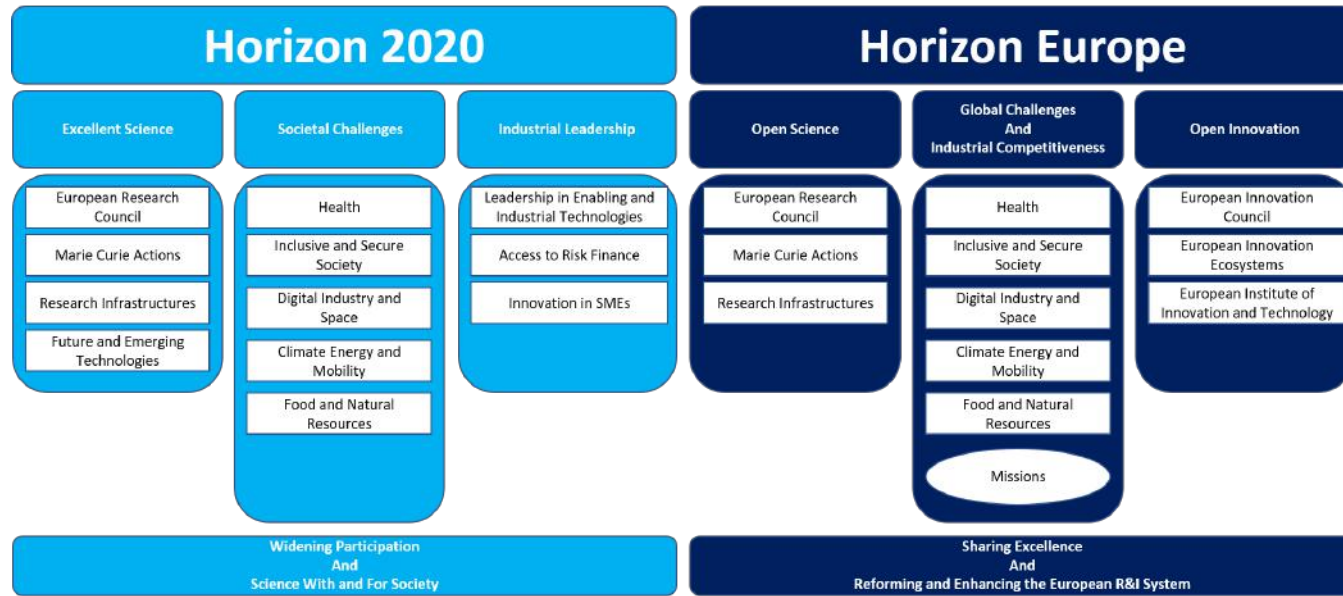 Horizon 2020
Excellent Science
Societal Challenges
Industrial Leadership
European Research
Council
Marie Curie Actions
Research Infrastructures
Future and Emerging
Technologies
Health
Inclusive and Secure
Society
Digital Industry and
Space
Climate Energy and
Mobility
Food and Natural
Resources
Leadership in Enabling and
Industrial Technologies
Access to Risk Finance
Innovation in SMEs
Widening Participation
And
Science With and For Society
Horizon Europe
Open Science
Global Challenges
And
Industrial Competitiveness
Open Innovation
European Research
Council
Marie Curie Actions
Research Infrastructures
Health
Inclusive and Secure
Society
Digital Industry and
Space
Climate Energy and
Mobility
Food and Natural
Resources
Missions
European Innovation
Council
European Innovation
Ecosystems
European Institute of
Innovation and Technology
Sharing Excellence
And
Reforming and Enhancing the European R&I System